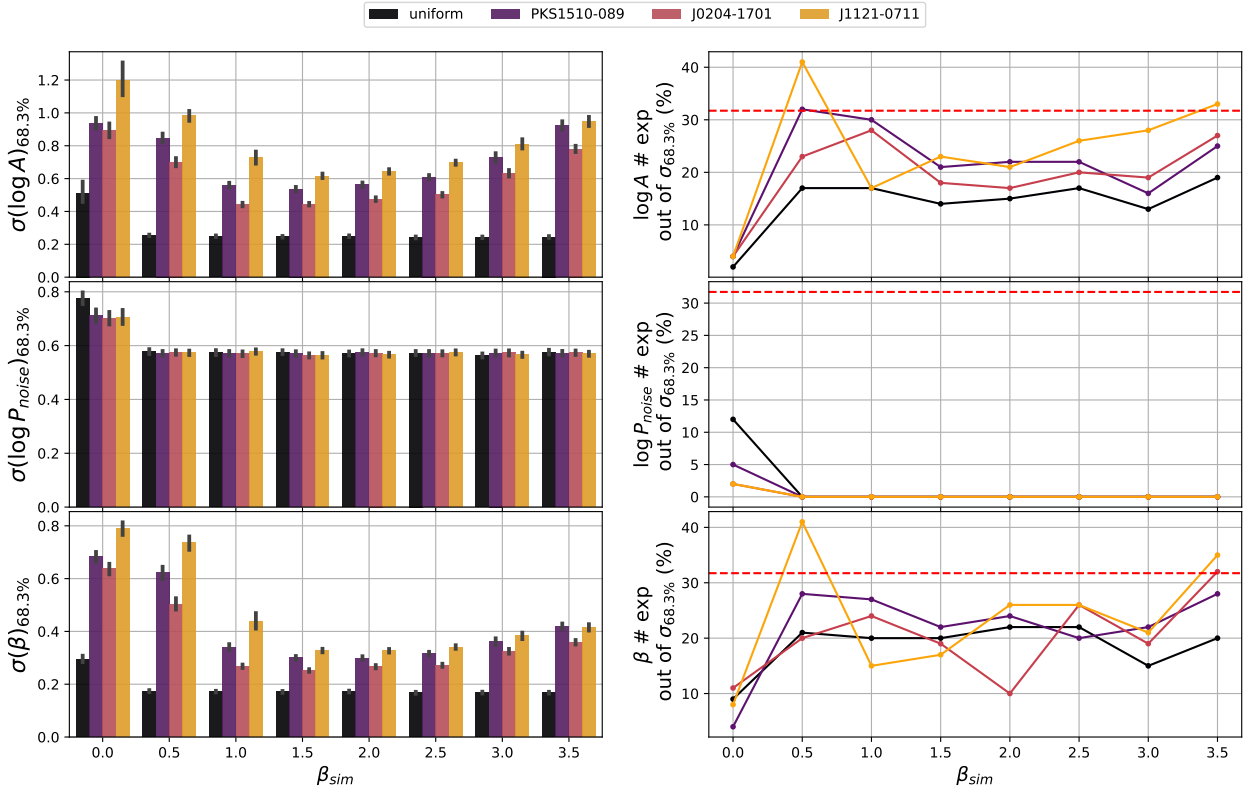 uniform PKS1510-089 J0204-1701 J1121-0711
σ(log A)68.3%
1.2
1.0
0.8
0.6
0.4
0.2
0.0
log A # exp
out of σ68.3% (%)
40
30
20
10
σ(log Pnoise)68.3%
0.8
0.6
0.4
0.2
0.0
log Pnoise # exp
out of σ68.3% (%)
30
25
20
15
10
5
0
σ(β)68.3%
0.8
0.6
0.4
0.2
0.0
0.0 0.5 1.0 1.5 2.0 2.5 3.0 3.5
βsim
β # exp
out of σ68.3% (%)
40
30
20
10
0.0 0.5 1.0 1.5 2.0 2.5 3.0 3.5
βsim